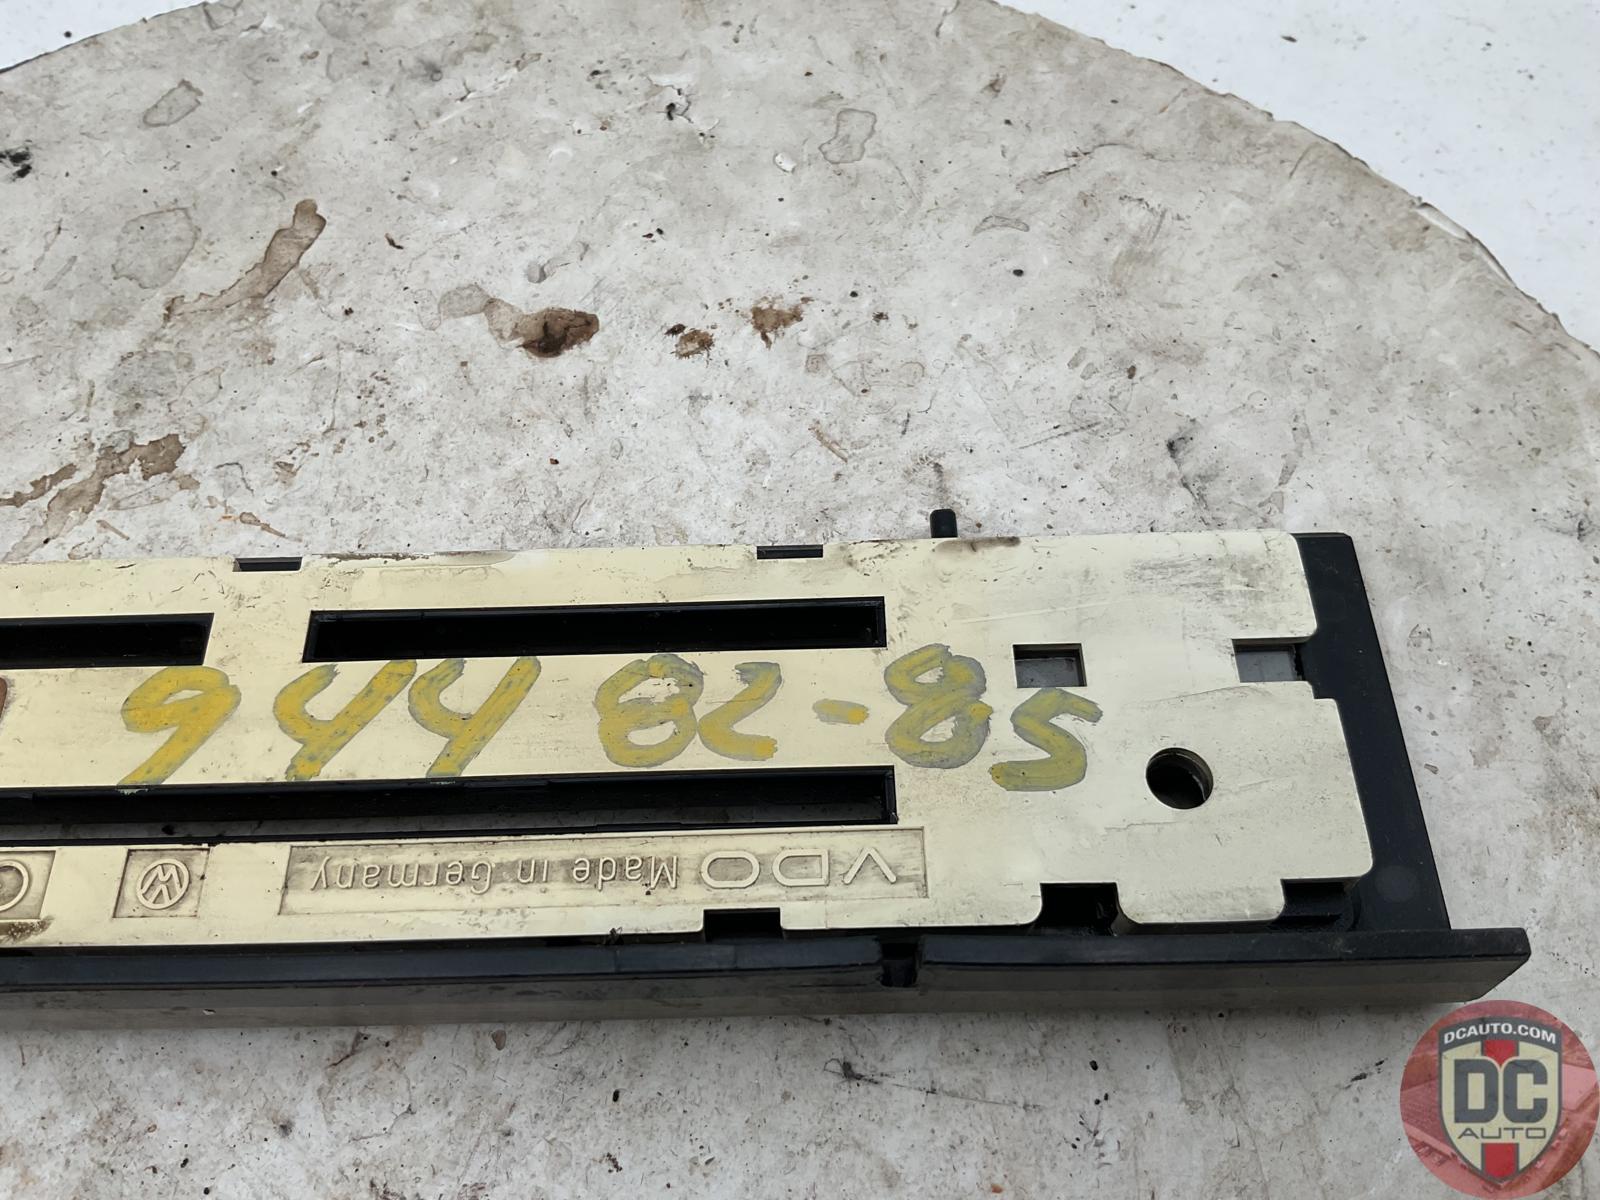 944 82-85
VDO Made in Germany
DCAUTO.COM
DC
AUTO